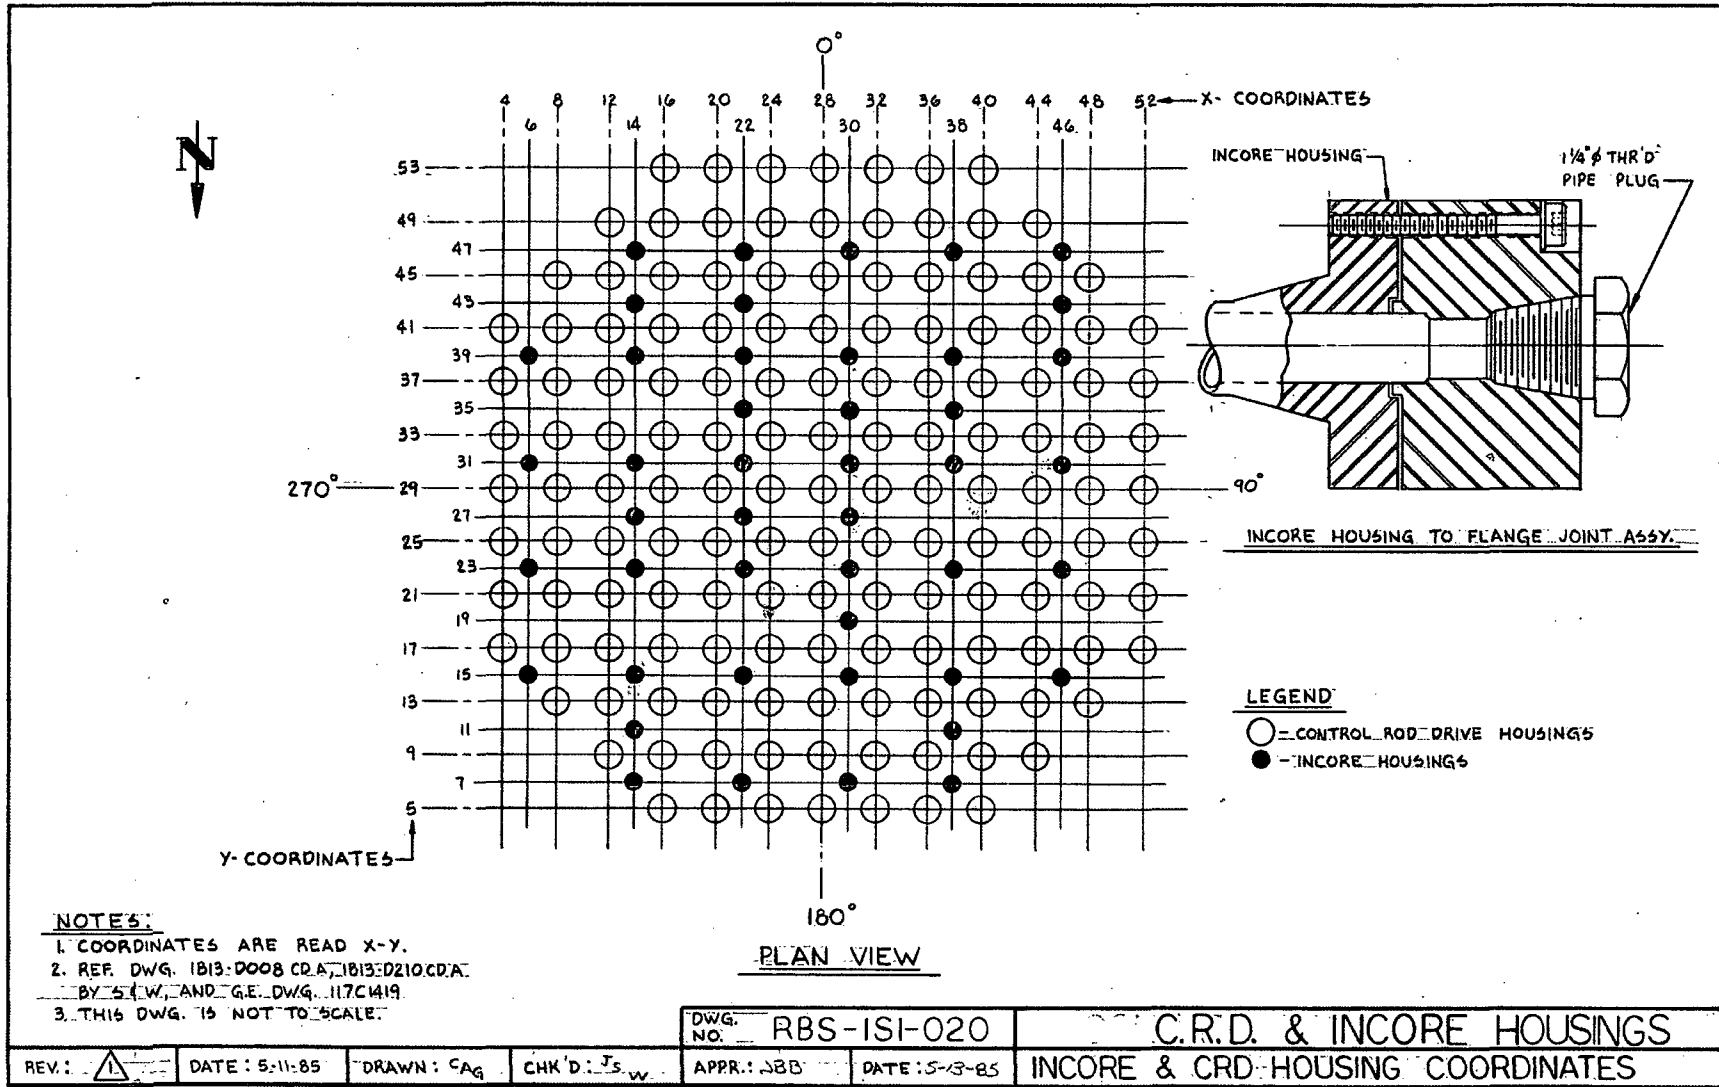 0°
4 8 12 16 20 24 28 32 36 40 44 48 52 X- COORDINATES
6 14 22 30 38 46
N
INCORE HOUSING
1¼"φ THR'D
PIPE PLUG
53
49
47
45
43
41
39
37
35
33
31
270° 29 90°
27
25
23
21
19
17
15
13
11
9
7
5
Y- COORDINATES
180°
PLAN VIEW
INCORE HOUSING TO FLANGE JOINT ASSY.
LEGEND
= CONTROL ROD DRIVE HOUSINGS
- INCORE HOUSINGS
NOTES:
1. COORDINATES ARE READ X-Y.
2. REF. DWG. 1B13-D008 CD.A, 1B13-D210.CD.A
BY S&W, AND G.E. DWG. 117C1419
3. THIS DWG. IS NOT TO SCALE.
DWG. NO. RBS-ISI-020
C.R.D. & INCORE HOUSINGS
REV.: 1 DATE: 5-11-85 DRAWN: CAG CHK'D: JSW APPR.: JBB DATE: 5-13-85
INCORE & CRD HOUSING COORDINATES